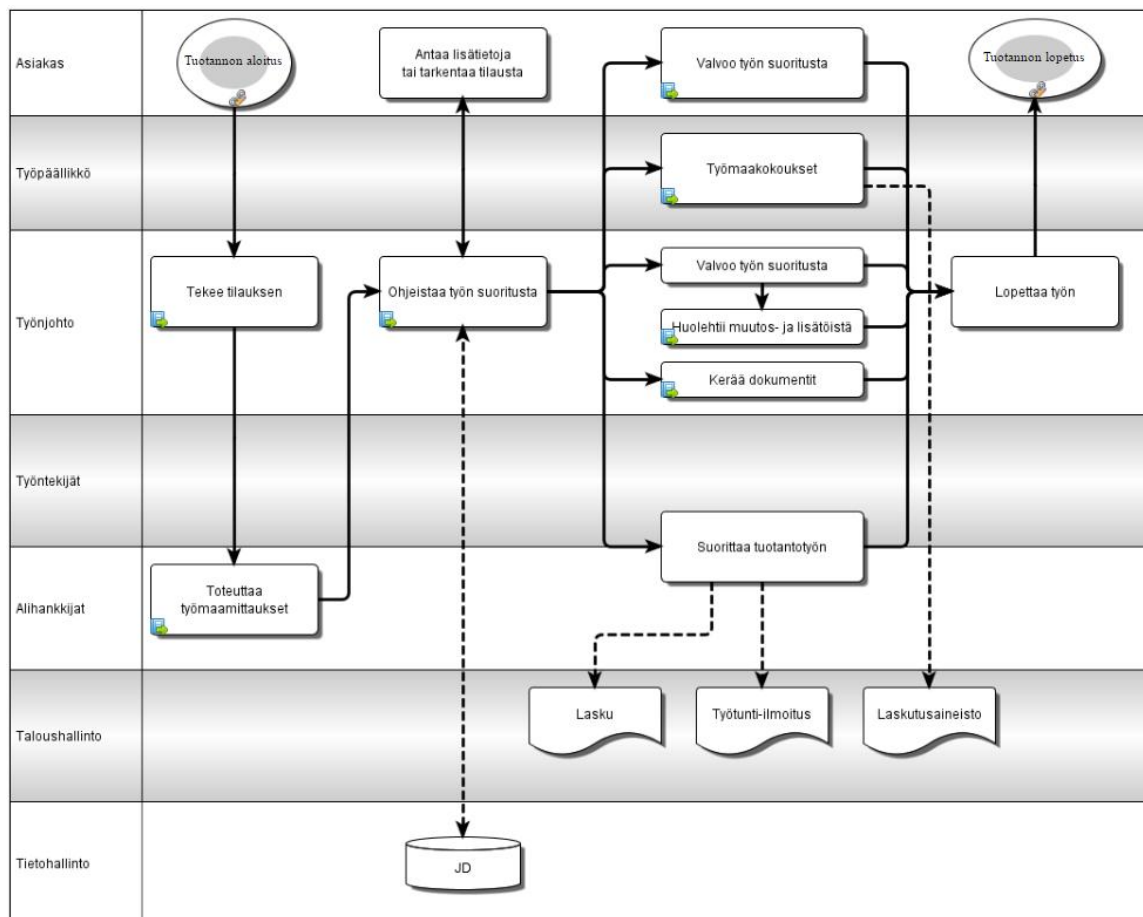 Asiakas
Tuotannon aloitus
Antaa lisätietoja
tai tarkentaa tilausta
Valvoo työn suoritusta
Tuotannon lopetus
Työpäällikkö
Työmaakokoukset
Työnjohto
Tekee tilauksen
Ohjeistaa työn suoritusta
Valvoo työn suoritusta
Huolehtii muutos- ja lisätöistä
Kerää dokumentit
Lopettaa työn
Työntekijät
Suorittaa tuotantotyön
Alihankkijat
Toteuttaa
työmaamittaukset
Taloushallinto
Lasku
Työtunti-ilmoitus
Laskutusaineisto
Tietohallinto
JD